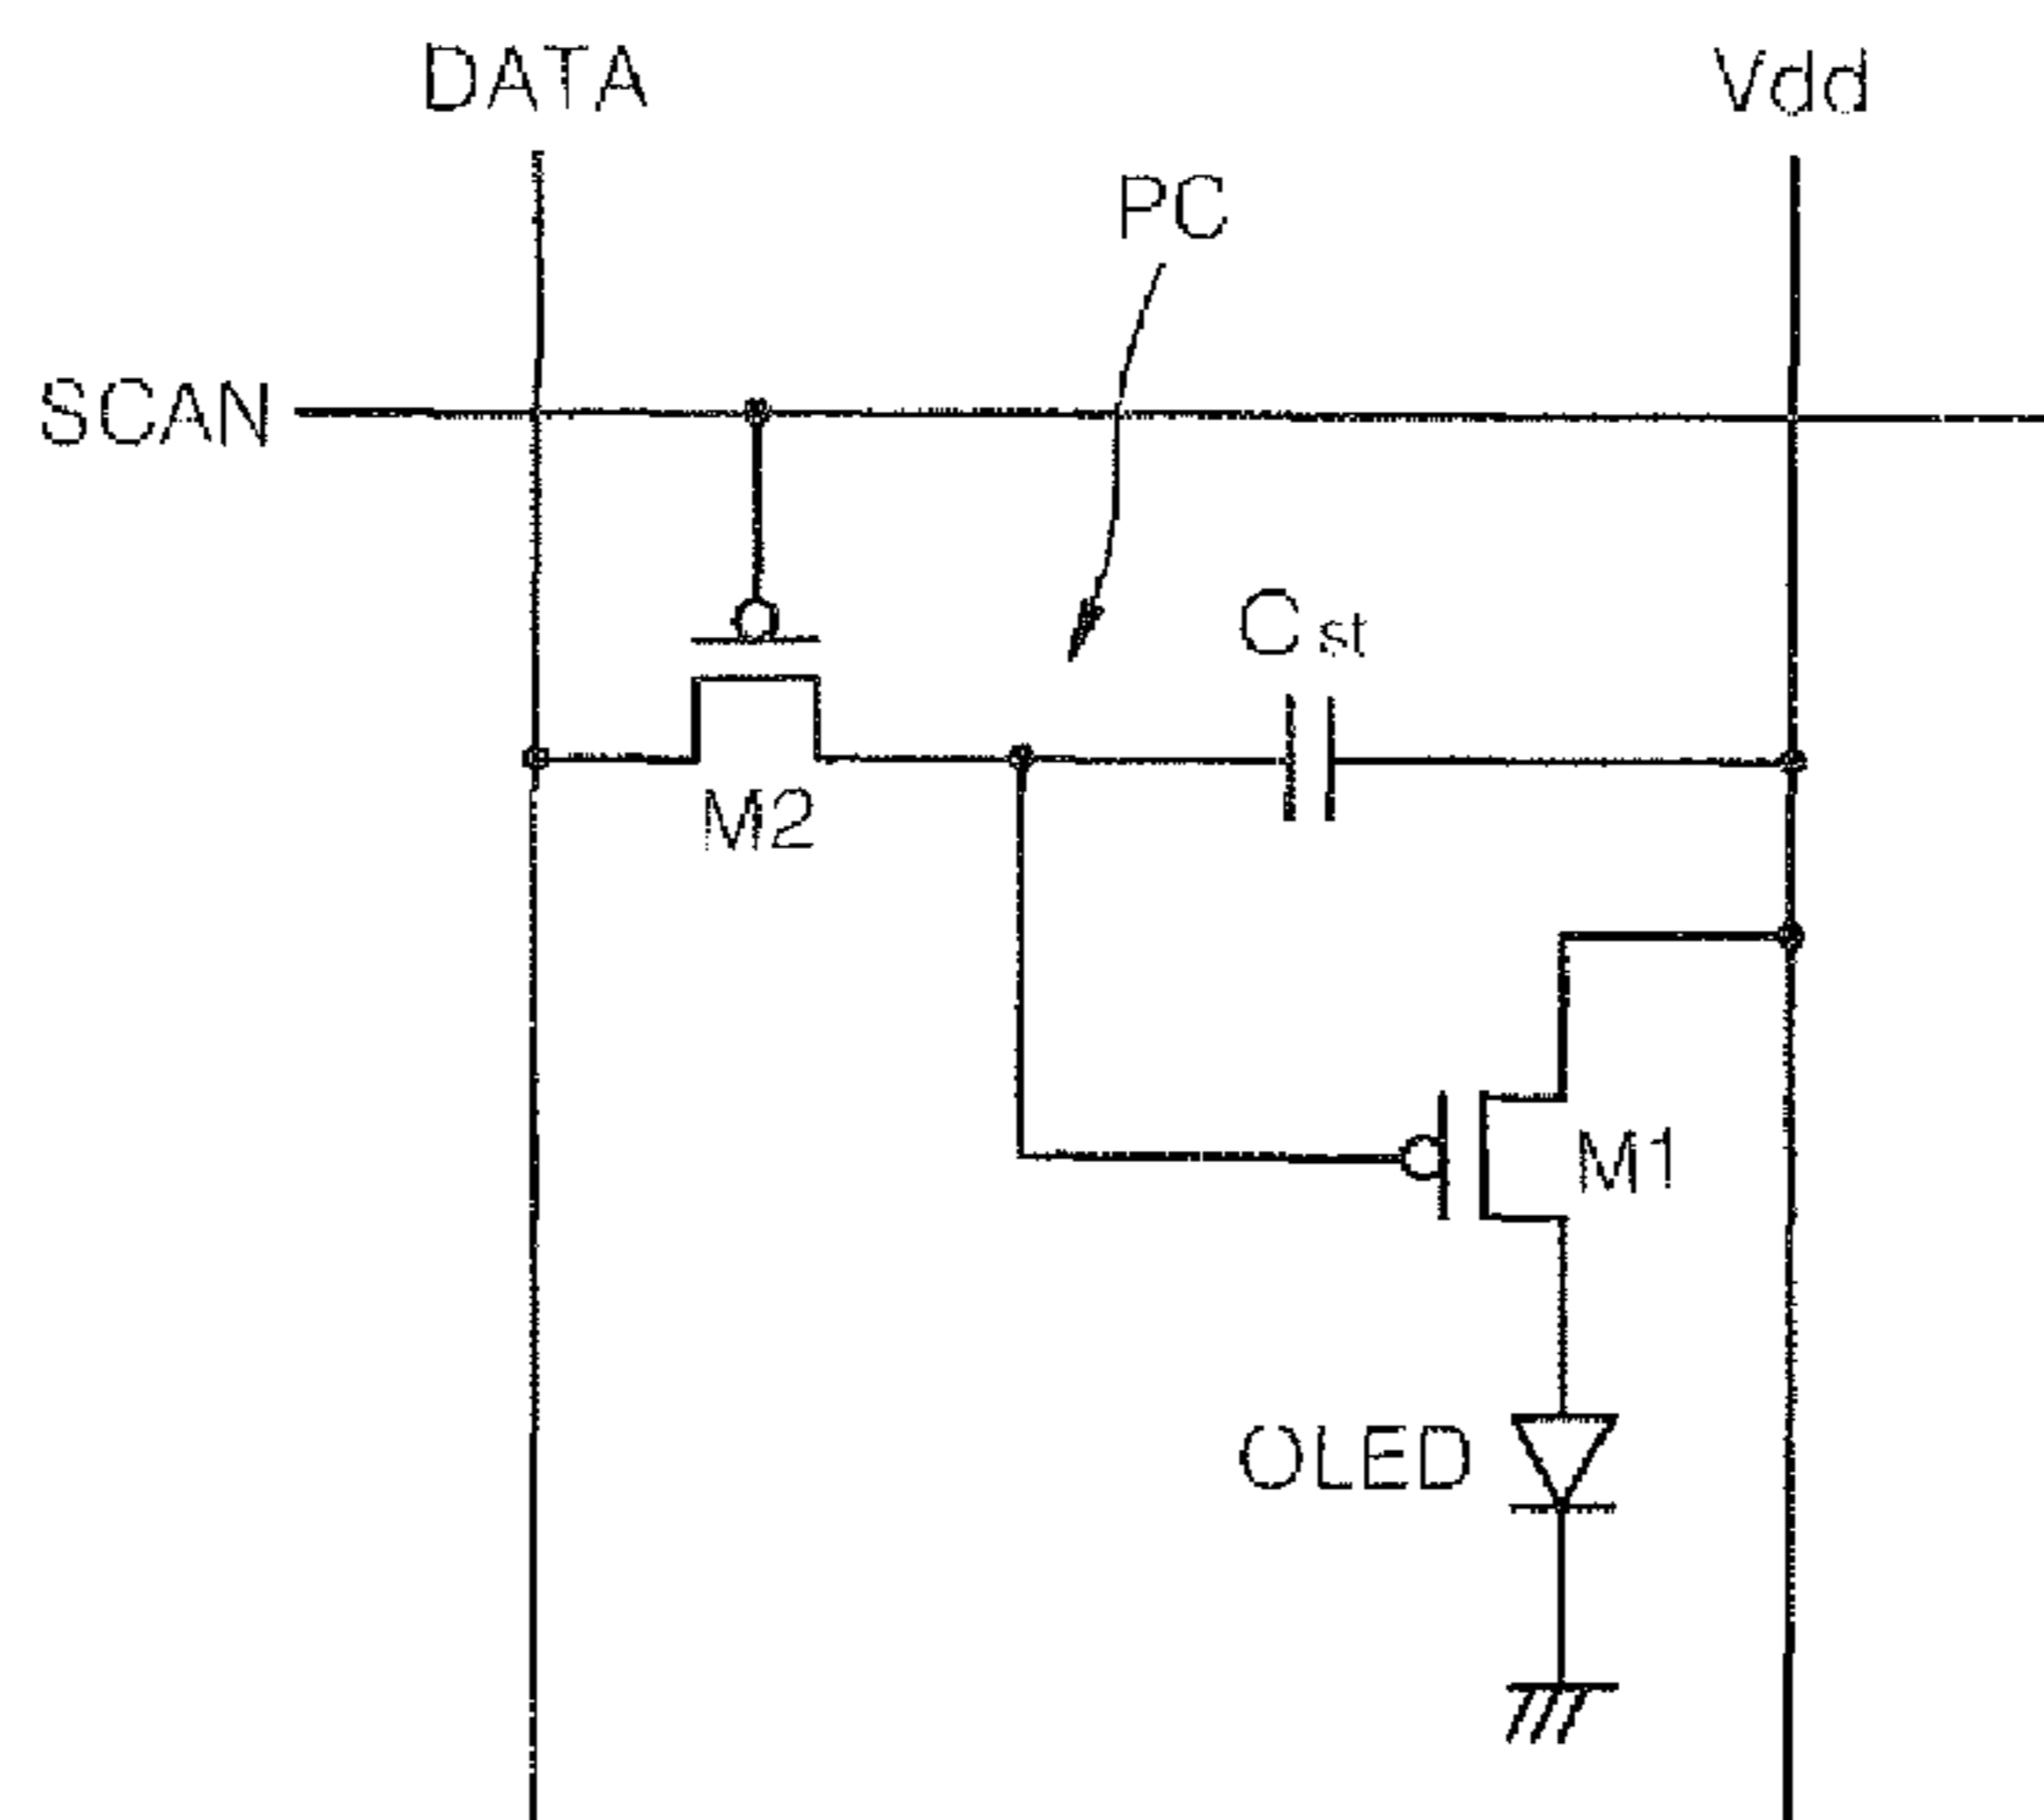 DATA
Vdd
PC
SCAN
Cst
M2
M1
OLED